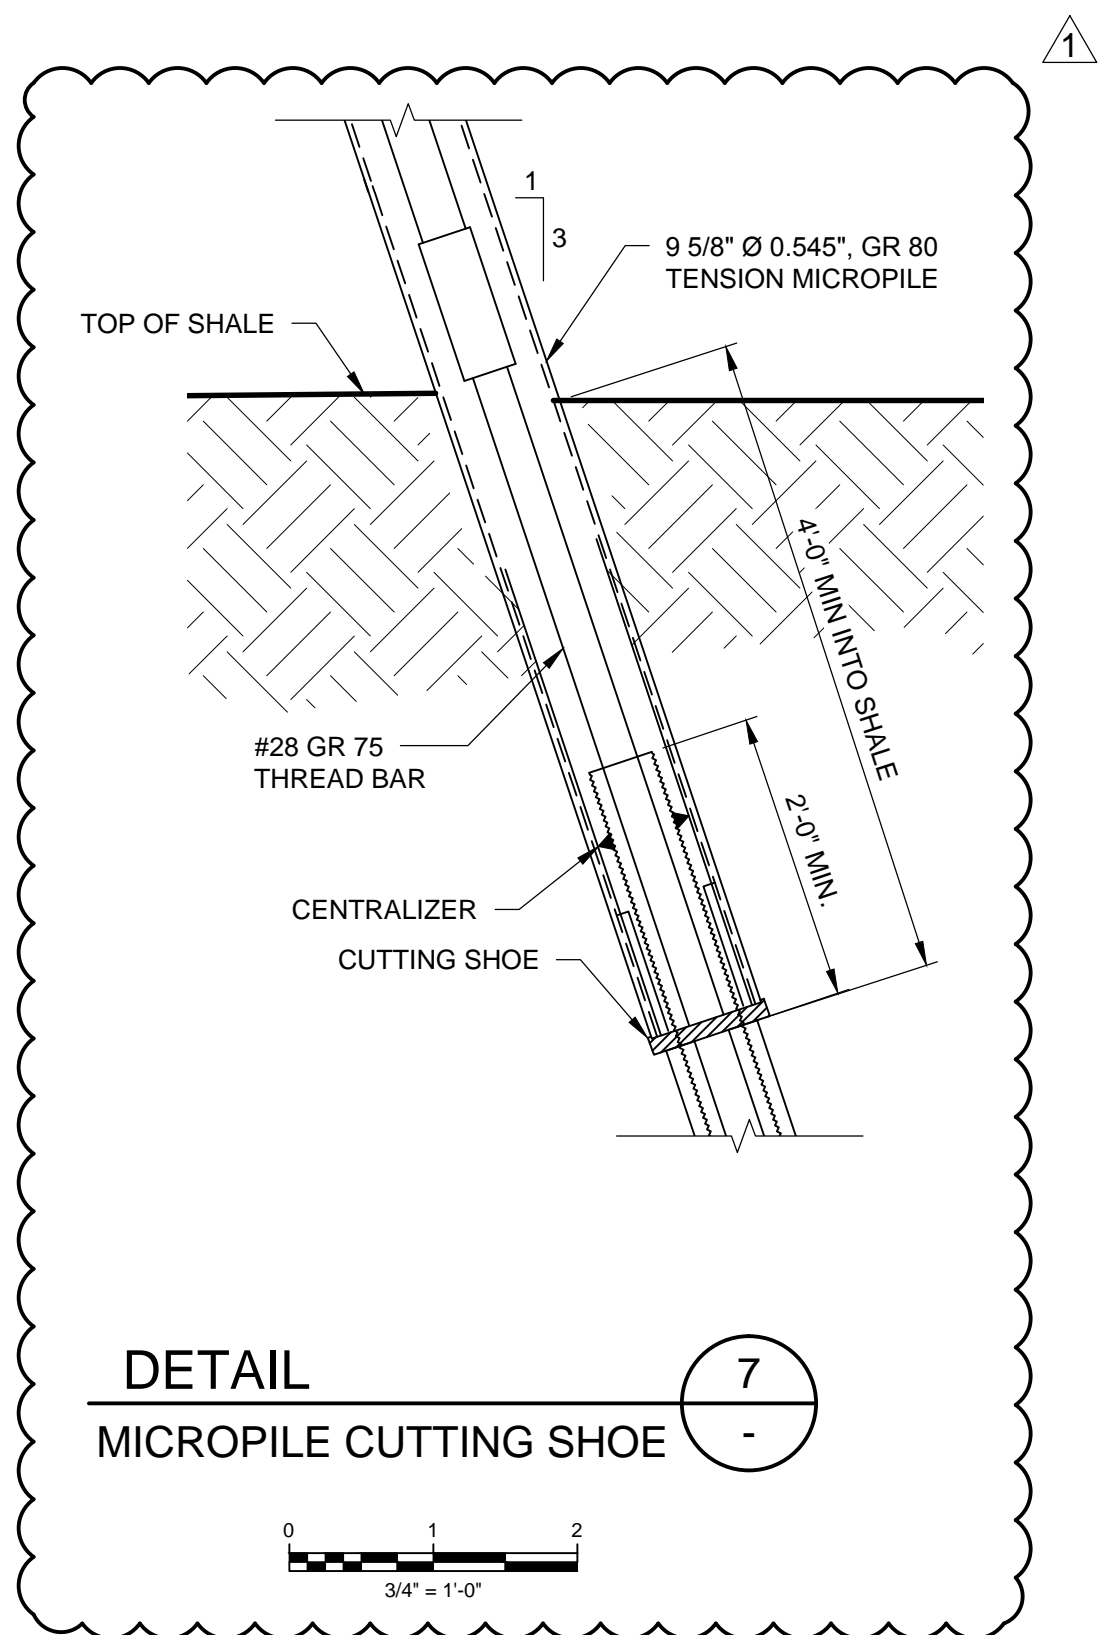 1
1
3
9 5/8" Ø 0.545", GR 80
TENSION MICROPILE
TOP OF SHALE
4'-0" MIN INTO SHALE
#28 GR 75
THREAD BAR
2'-0" MIN.
CENTRALIZER
CUTTING SHOE
DETAIL
7
MICROPILE CUTTING SHOE
-
0 1 2
3/4" = 1'-0"